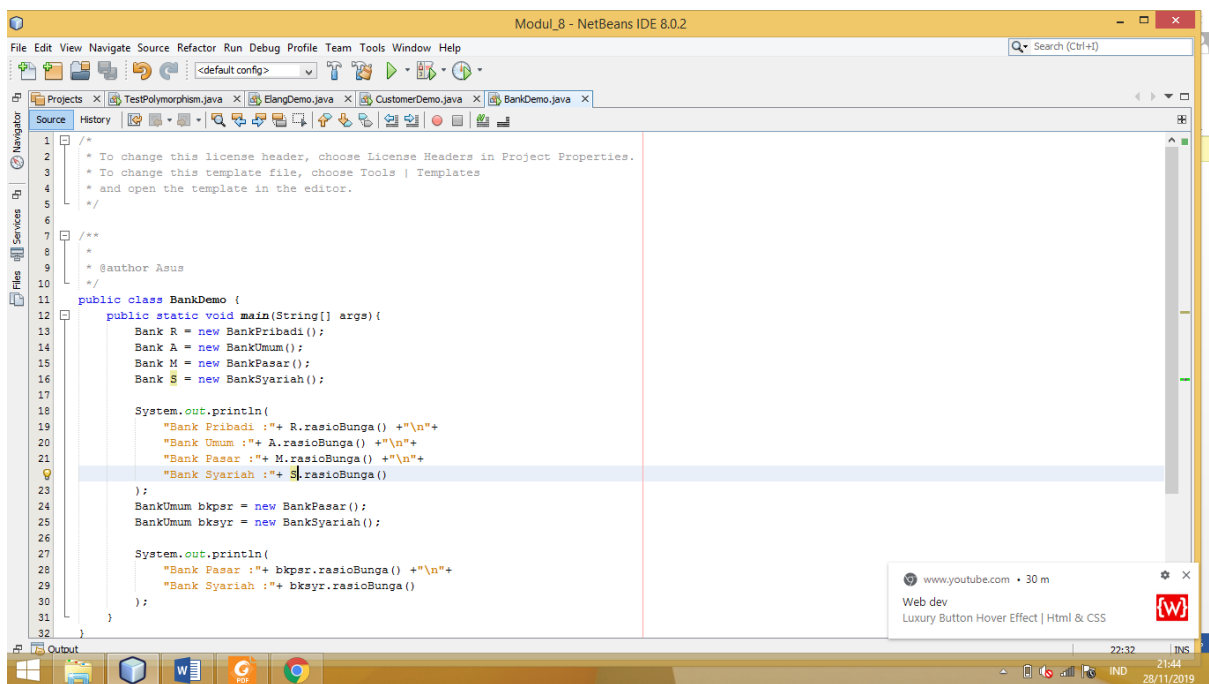 Modul_8 - NetBeans IDE 8.0.2
File Edit View Navigate Source Refactor Run Debug Profile Team Tools Window Help
Search (Ctrl+I)
<default config>
Projects TestPolymorphism.java ElangDemo.java CustomerDemo.java BankDemo.java
Source History
Navigator
Services
Files
1 /*
2 * To change this license header, choose License Headers in Project Properties.
3 * To change this template file, choose Tools | Templates
4 * and open the template in the editor.
5 */
6
7 /**
8 *
9 * @author Asus
10 */
11 public class BankDemo {
12 public static void main(String[] args){
13 Bank R = new BankPribadi();
14 Bank A = new BankUmum();
15 Bank M = new BankPasar();
16 Bank S = new BankSyariah();
17
18 System.out.println(
19 "Bank Pribadi :"+ R.rasioBunga() +"\n"+
20 "Bank Umum :"+ A.rasioBunga() +"\n"+
21 "Bank Pasar :"+ M.rasioBunga() +"\n"+
"Bank Syariah :"+ S.rasioBunga()
23 );
24 BankUmum bkpsr = new BankPasar();
25 BankUmum bksyr = new BankSyariah();
26
27 System.out.println(
28 "Bank Pasar :"+ bkpsr.rasioBunga() +"\n"+
29 "Bank Syariah :"+ bksyr.rasioBunga()
30 );
31 }
32 }
www.youtube.com • 30 m
Web dev
Luxury Button Hover Effect | Html & CSS
{W}
Output
22:32 INS
IND
21:44
28/11/2019